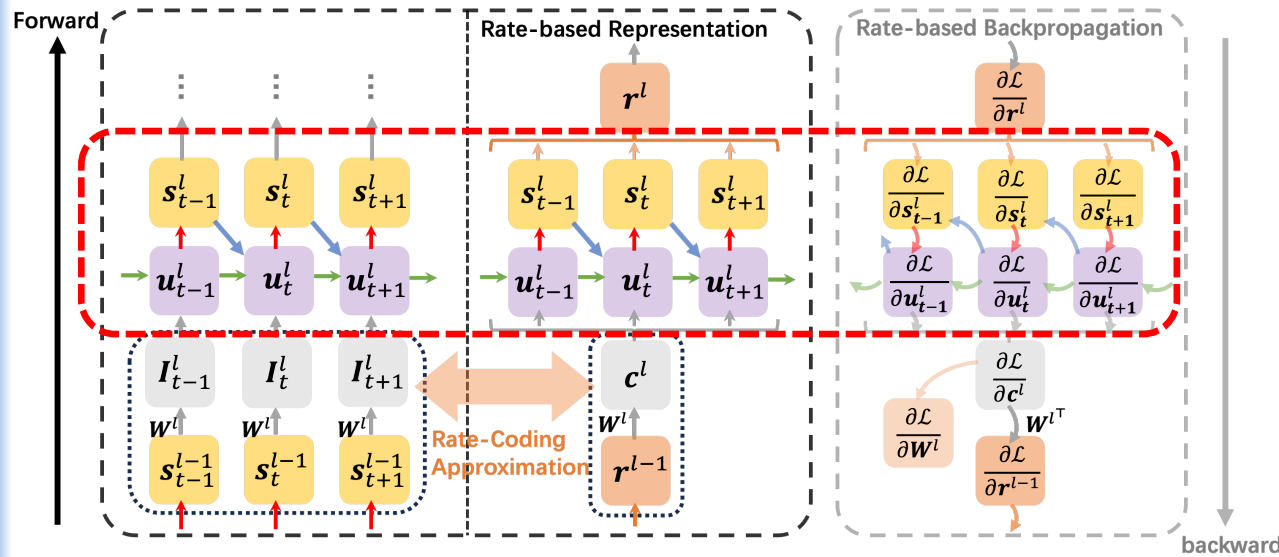 Forward
Rate-based Representation
Rate-based Backpropagation
⋮ ⋮ ⋮
r^l
∂ℒ/∂r^l
s^l_{t-1} s^l_t s^l_{t+1}
s^l_{t-1} s^l_t s^l_{t+1}
∂ℒ/∂s^l_{t-1} ∂ℒ/∂s^l_t ∂ℒ/∂s^l_{t+1}
u^l_{t-1} u^l_t u^l_{t+1}
u^l_{t-1} u^l_t u^l_{t+1}
∂ℒ/∂u^l_{t-1} ∂ℒ/∂u^l_t ∂ℒ/∂u^l_{t+1}
I^l_{t-1} I^l_t I^l_{t+1}
c^l
∂ℒ/∂c^l
W^l W^l W^l
W^l
W^{l⊤}
Rate-Coding
Approximation
s^{l-1}_{t-1} s^{l-1}_t s^{l-1}_{t+1}
r^{l-1}
∂ℒ/∂W^l
∂ℒ/∂r^{l-1}
backward